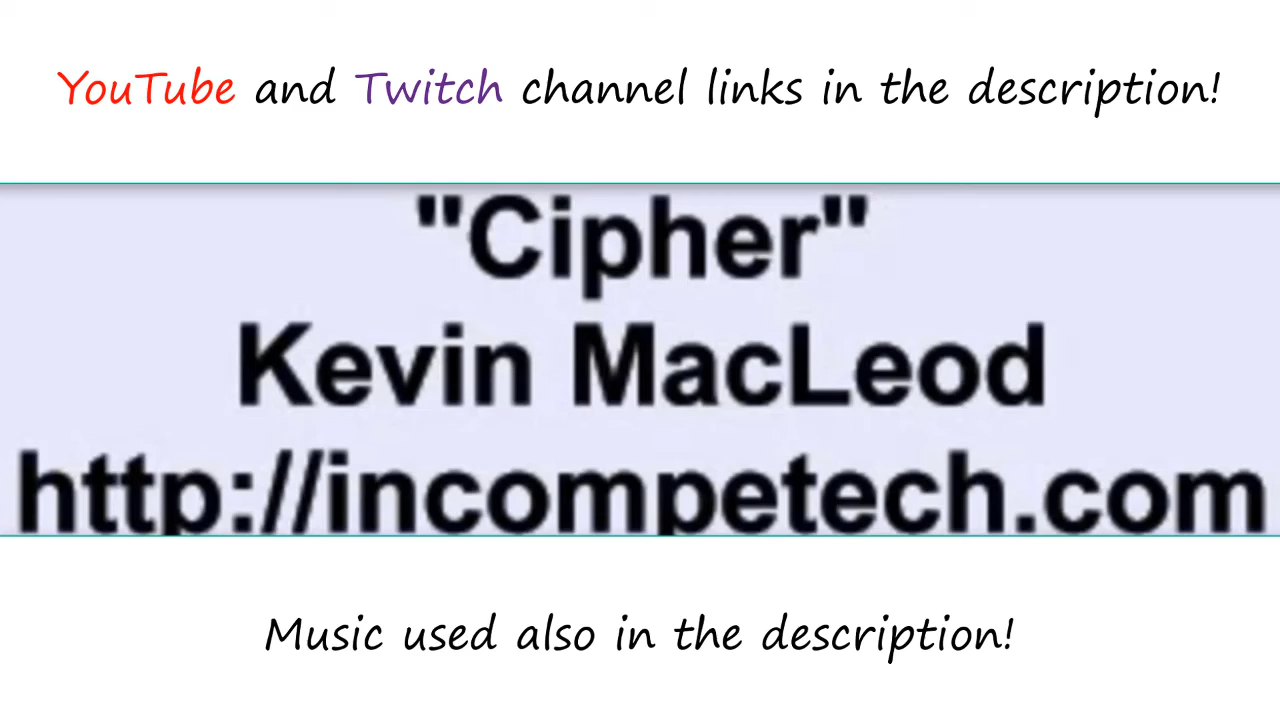 YouTube and Twitch channel links in the description!
"Cipher"
Kevin MacLeod
http://incompetech.com
Music used also in the description!